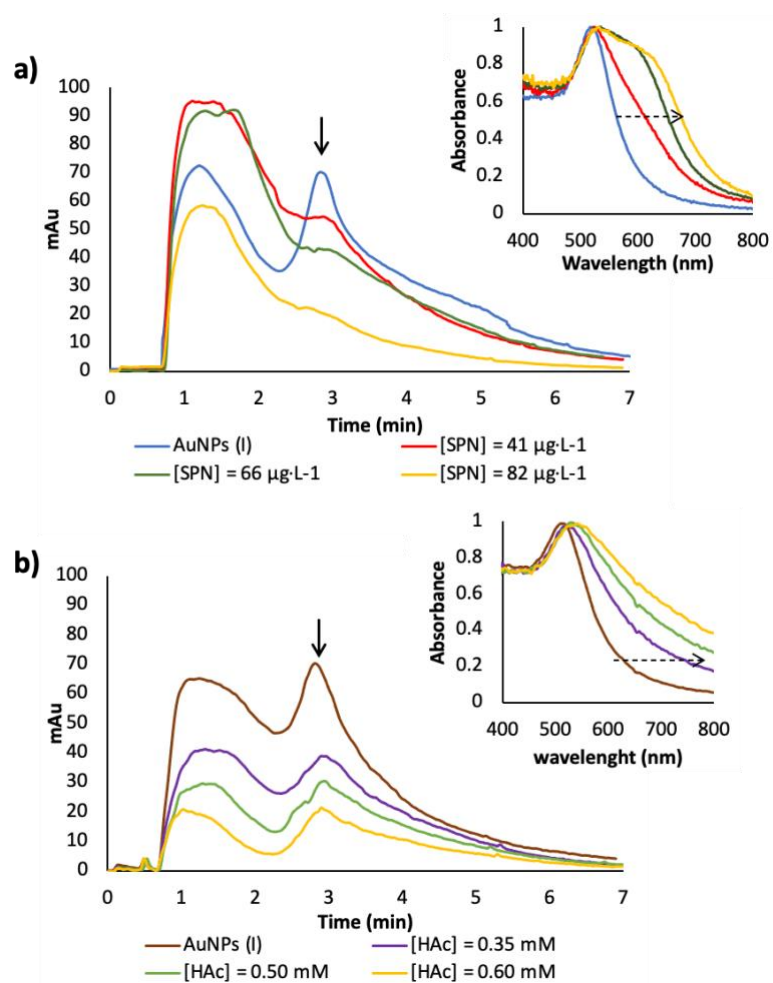 a)
100
90
80
70
60
50
40
30
20
10
0
mAu
0 1 2 3 4 5 6 7
Time (min)
1
0.8
0.6
0.4
0.2
0
Absorbance
400 500 600 700 800
Wavelength (nm)
AuNPs (I) [SPN] = 41 µg·L-1
[SPN] = 66 µg·L-1 [SPN] = 82 µg·L-1
b)
100
90
80
70
60
50
40
30
20
10
0
mAu
0 1 2 3 4 5 6 7
Time (min)
1
0.8
0.6
0.4
0.2
0
Absorbance
400 500 600 700 800
wavelenght (nm)
AuNPs (I) [HAc] = 0.35 mM
[HAc] = 0.50 mM [HAc] = 0.60 mM